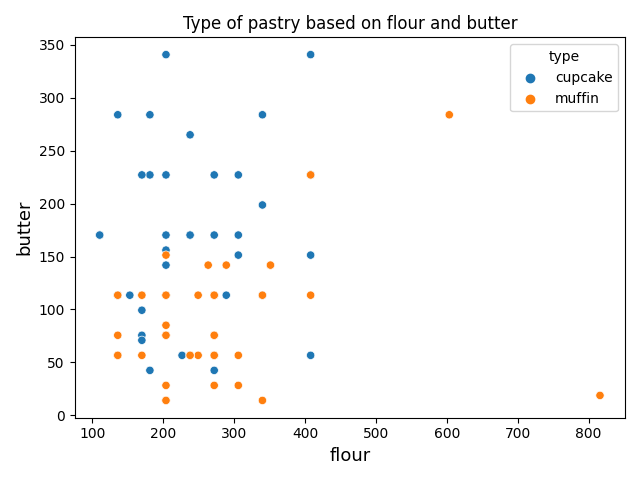 Type of pastry based on flour and butter
350
300
250
200
150
100
50
0
butter
type
cupcake
muffin
100 200 300 400 500 600 700 800
flour